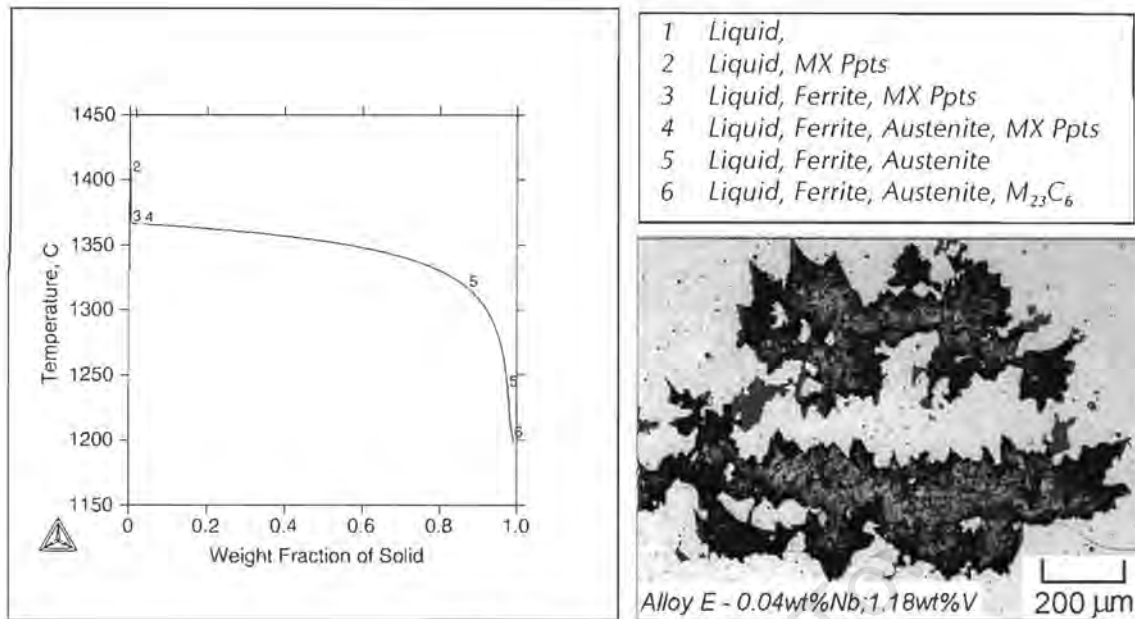 1450
1400
1350
1300
1250
1200
1150
Temperature, C
2
3 4
5
5
6
0 0.2 0.4 0.6 0.8 1.0
Weight Fraction of Solid
1 Liquid,
2 Liquid, MX Ppts
3 Liquid, Ferrite, MX Ppts
4 Liquid, Ferrite, Austenite, MX Ppts
5 Liquid, Ferrite, Austenite
6 Liquid, Ferrite, Austenite, M₂₃C₆
Alloy E - 0.04wt%Nb;1.18wt%V
200 µm